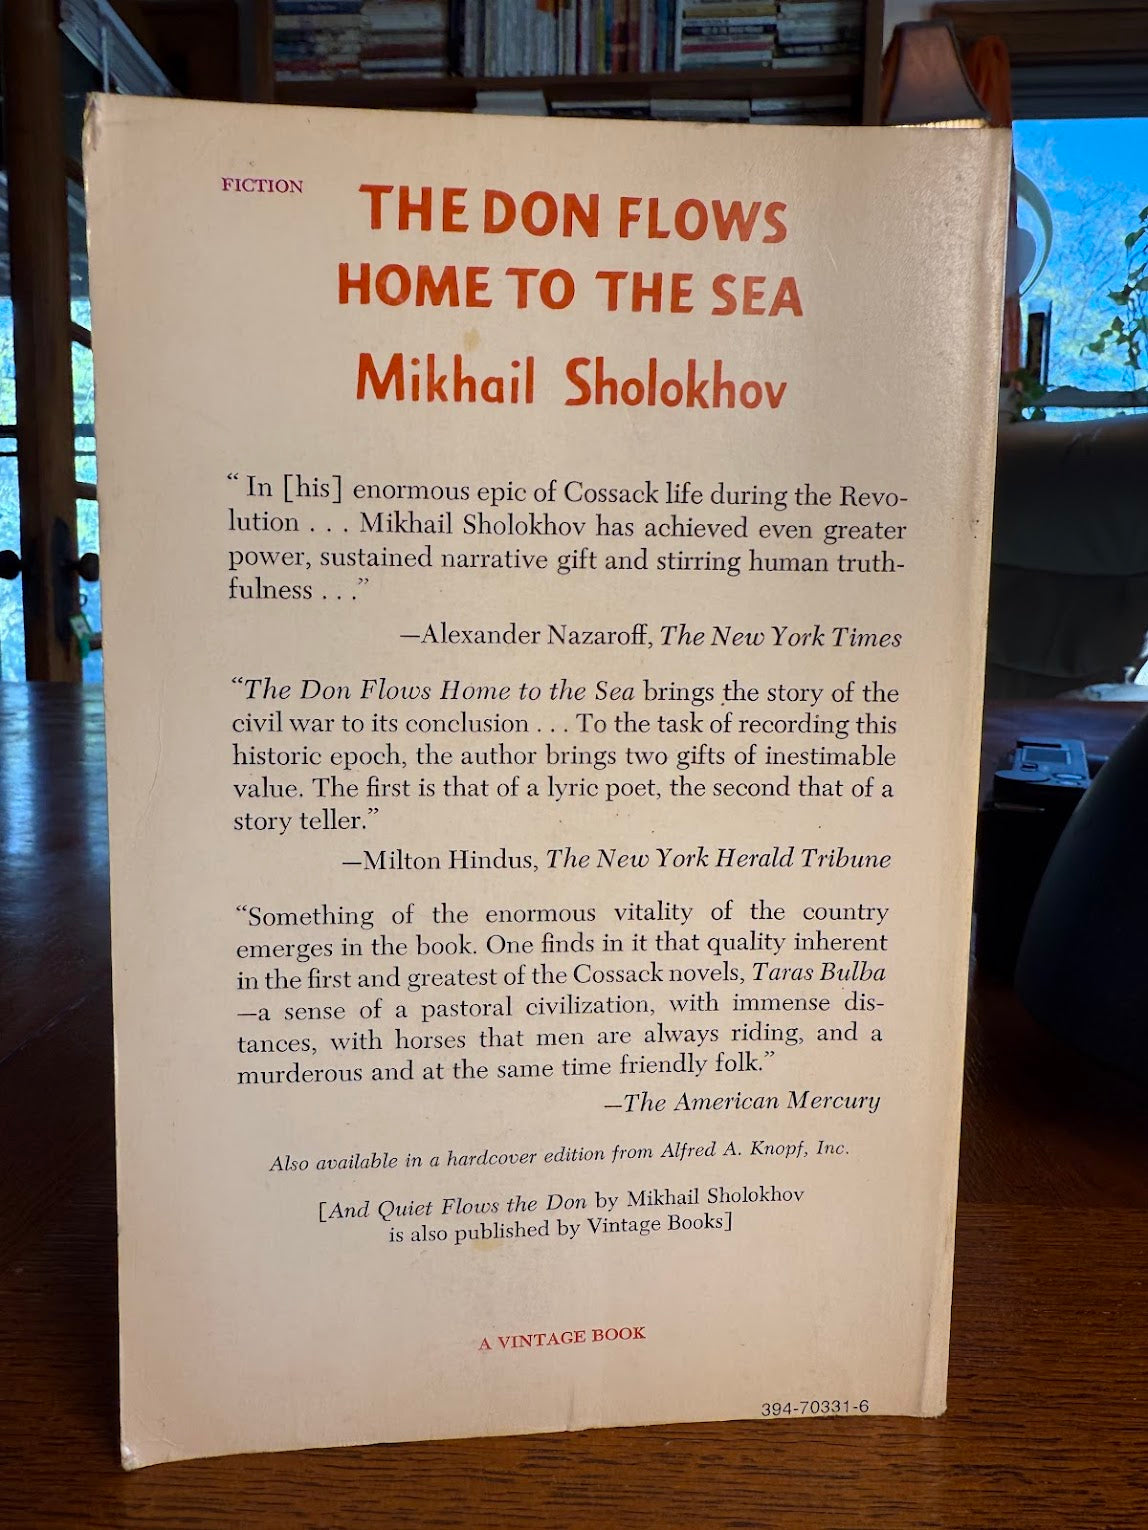 FICTION
THE DON FLOWS
HOME TO THE SEA
Mikhail Sholokhov
“In [his] enormous epic of Cossack life during the Revo-
lution . . . Mikhail Sholokhov has achieved even greater
power, sustained narrative gift and stirring human truth-
fulness . . .”
—Alexander Nazaroff, The New York Times
“The Don Flows Home to the Sea brings the story of the
civil war to its conclusion . . . To the task of recording this
historic epoch, the author brings two gifts of inestimable
value. The first is that of a lyric poet, the second that of a
story teller.”
—Milton Hindus, The New York Herald Tribune
“Something of the enormous vitality of the country
emerges in the book. One finds in it that quality inherent
in the first and greatest of the Cossack novels, Taras Bulba
—a sense of a pastoral civilization, with immense dis-
tances, with horses that men are always riding, and a
murderous and at the same time friendly folk.”
—The American Mercury
Also available in a hardcover edition from Alfred A. Knopf, Inc.
[And Quiet Flows the Don by Mikhail Sholokhov
is also published by Vintage Books]
A VINTAGE BOOK
394-70331-6